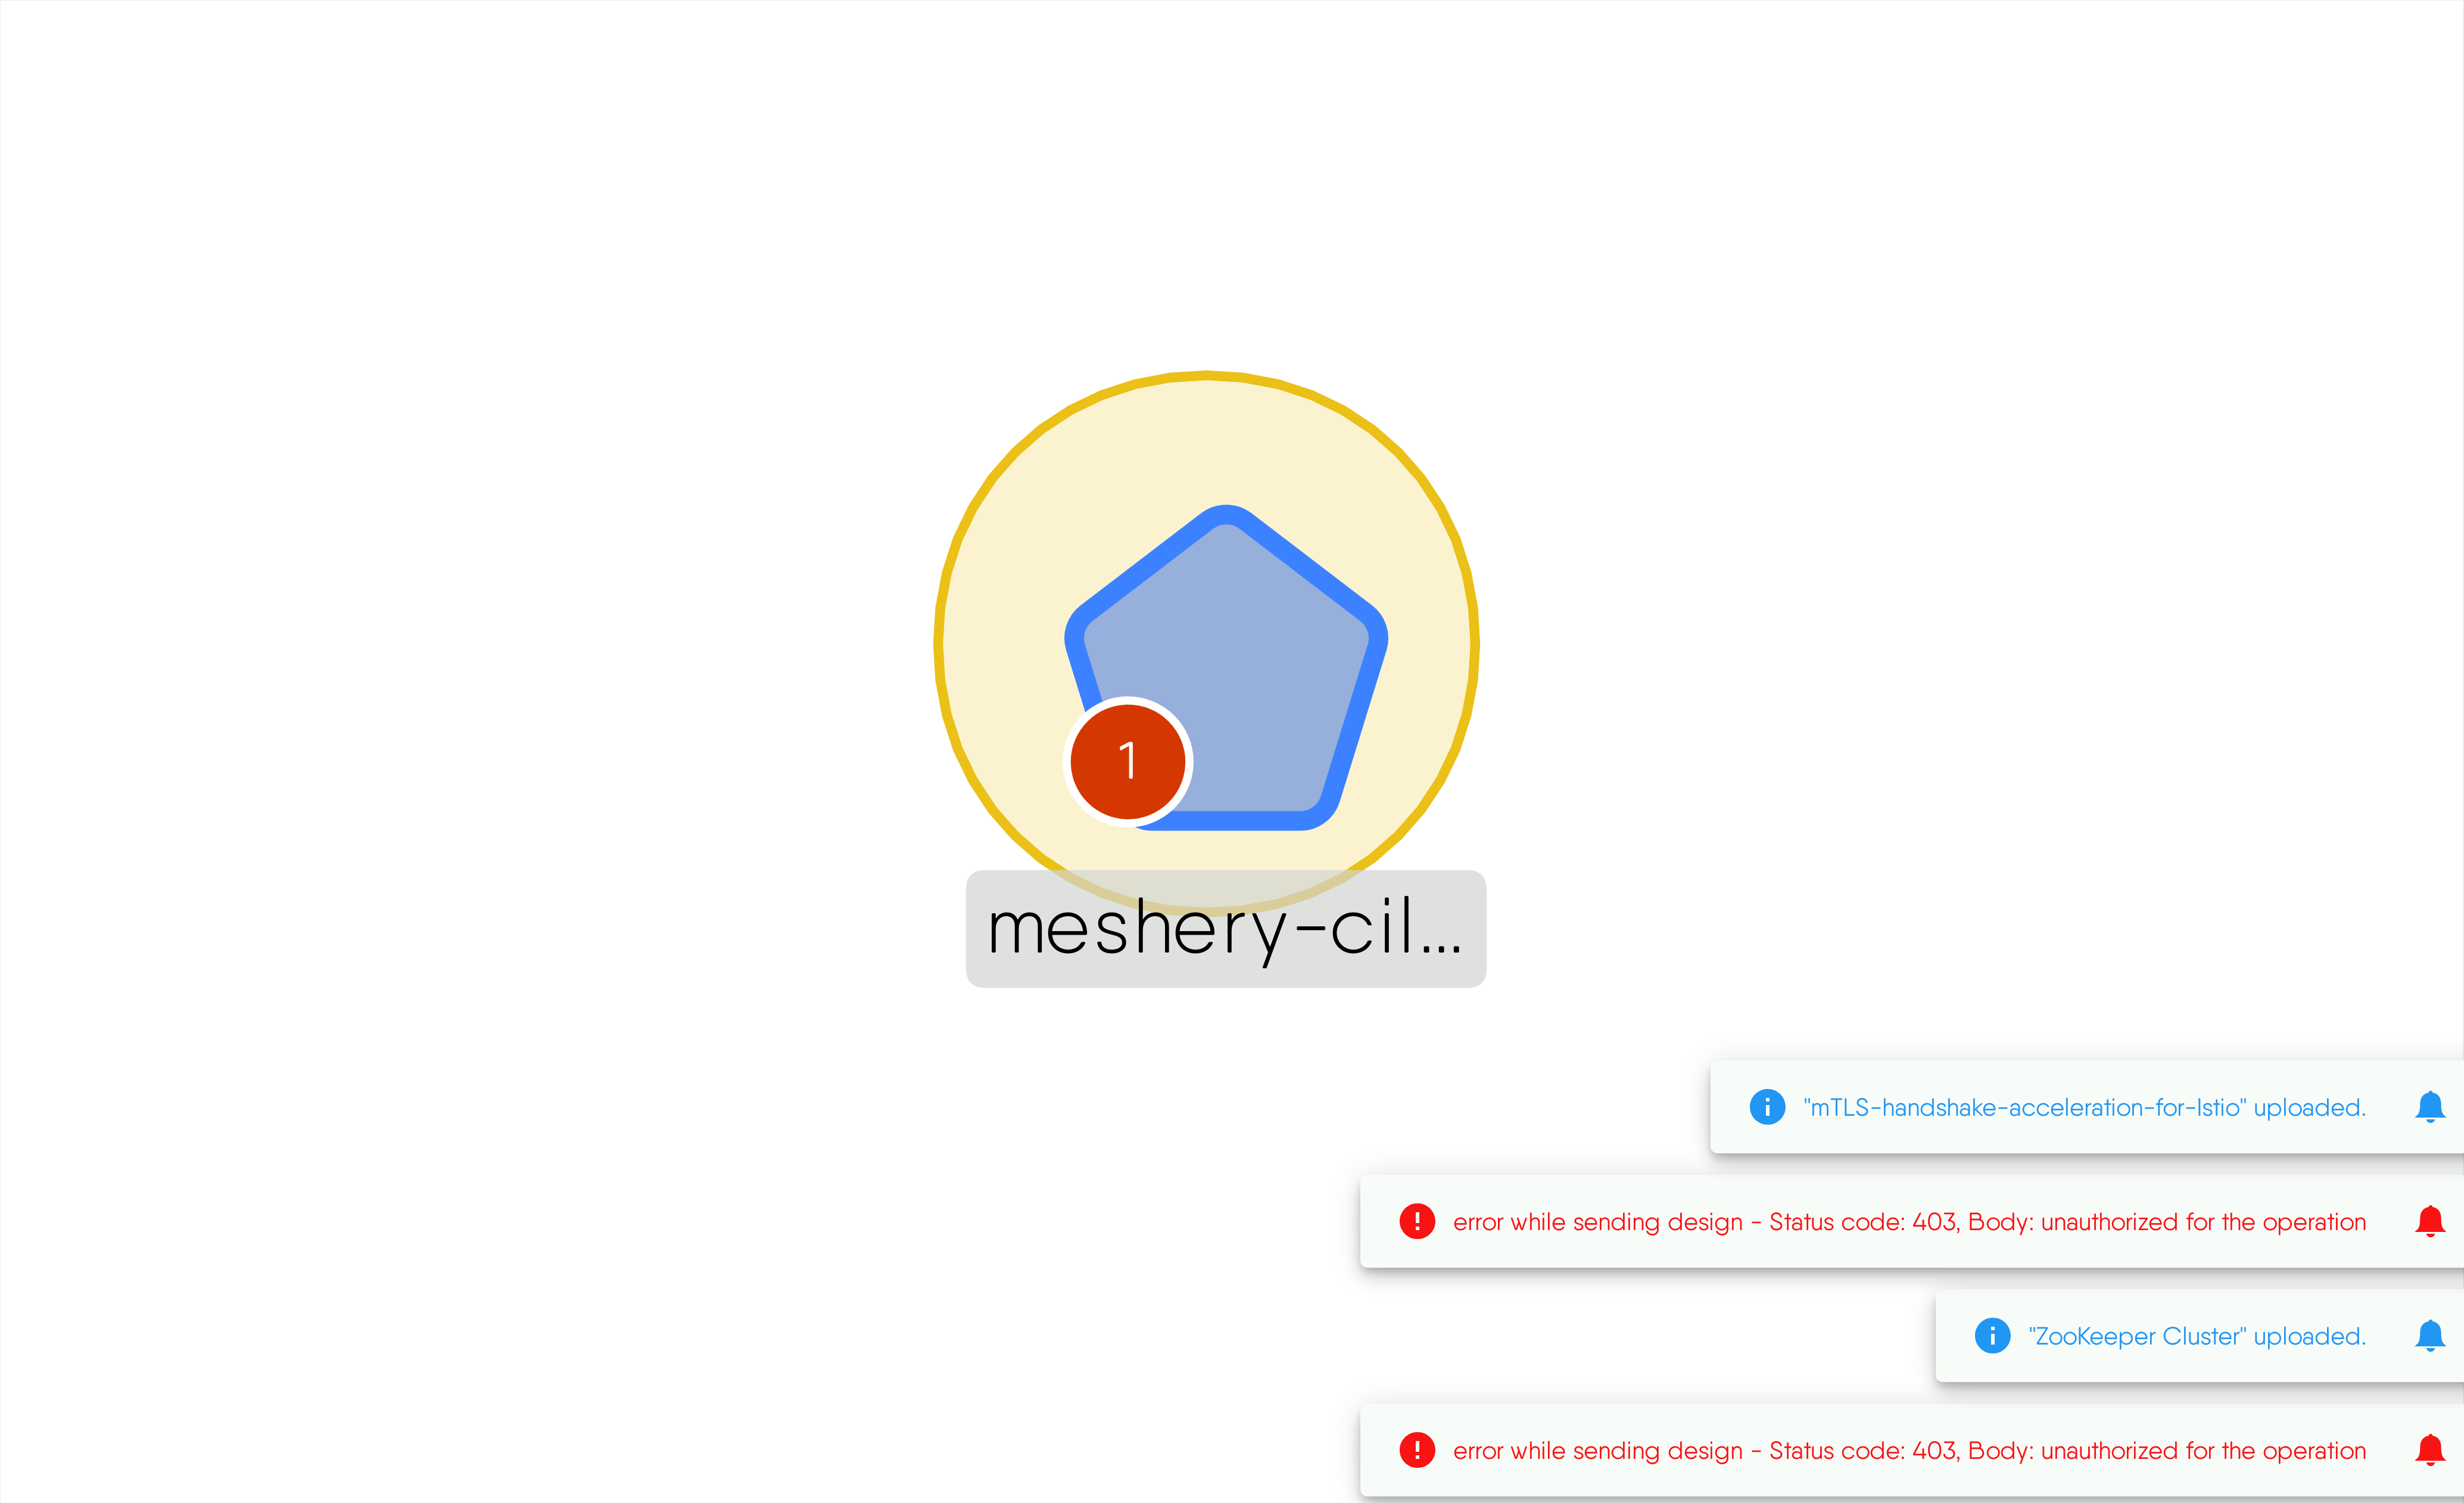 1
meshery-cil...
"mTLS-handshake-acceleration-for-Istio" uploaded.
error while sending design - Status code: 403, Body: unauthorized for the operation
"ZooKeeper Cluster" uploaded.
error while sending design - Status code: 403, Body: unauthorized for the operation